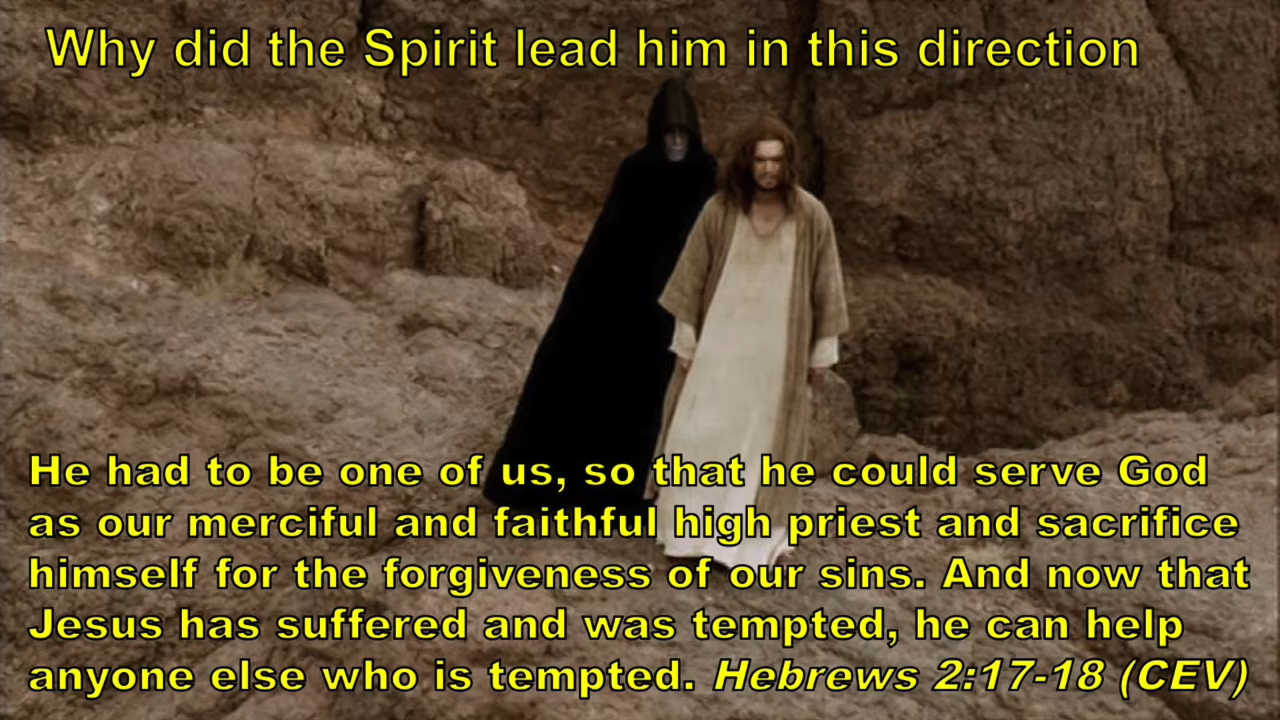 Why did the Spirit lead him in this direction
He had to be one of us, so that he could serve God
as our merciful and faithful high priest and sacrifice
himself for the forgiveness of our sins. And now that
Jesus has suffered and was tempted, he can help
anyone else who is tempted. Hebrews 2:17-18 (CEV)